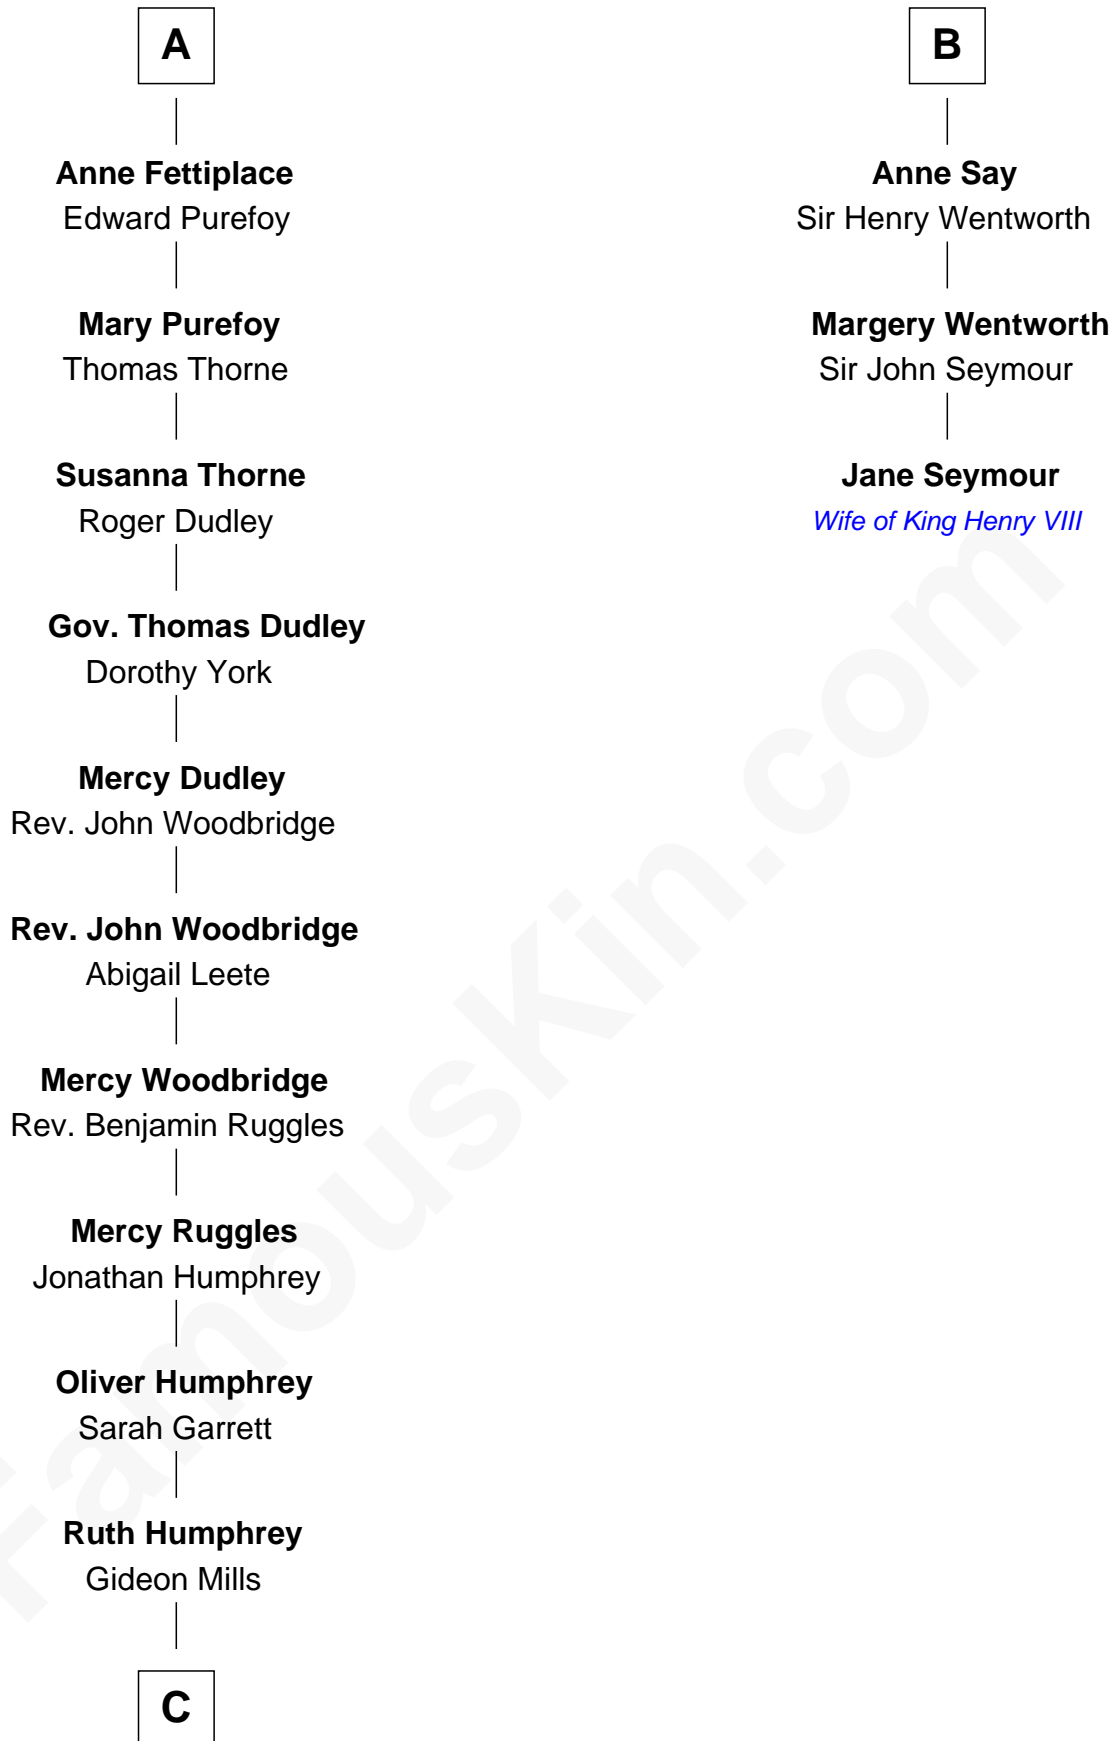 A
Anne Fettiplace
Edward Purefoy
Mary Purefoy
Thomas Thorne
Susanna Thorne
Roger Dudley
Gov. Thomas Dudley
Dorothy York
Mercy Dudley
Rev. John Woodbridge
Rev. John Woodbridge
Abigail Leete
Mercy Woodbridge
Rev. Benjamin Ruggles
Mercy Ruggles
Jonathan Humphrey
Oliver Humphrey
Sarah Garrett
Ruth Humphrey
Gideon Mills
C
B
Anne Say
Sir Henry Wentworth
Margery Wentworth
Sir John Seymour
Jane Seymour
Wife of King Henry VIII
FamousKin.com